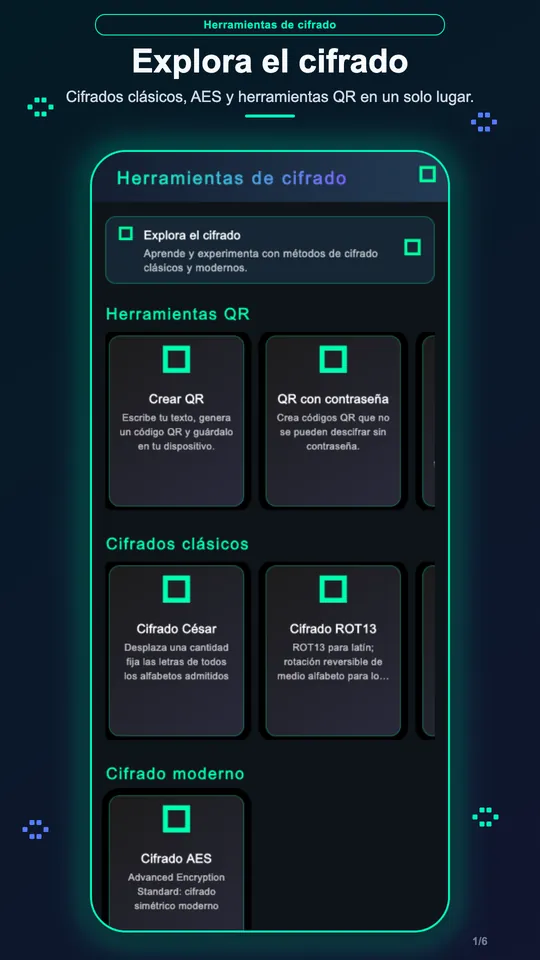 Herramientas de cifrado
Explora el cifrado
Cifrados clásicos, AES y herramientas QR en un solo lugar.
Herramientas de cifrado
Explora el cifrado
Aprende y experimenta con métodos de cifrado
clásicos y modernos.
Herramientas QR
Crear QR
Escribe tu texto, genera
un código QR y guárdalo
en tu dispositivo.
QR con contraseña
Crea códigos QR que no
se pueden descifrar sin
contraseña.
Cifrados clásicos
Cifrado César
Desplaza una cantidad
fija las letras de todos
los alfabetos admitidos
Cifrado ROT13
ROT13 para latín;
rotación reversible de
medio alfabeto para lo...
Cifrado moderno
Cifrado AES
Advanced Encryption
Standard: cifrado
simétrico moderno
1/6